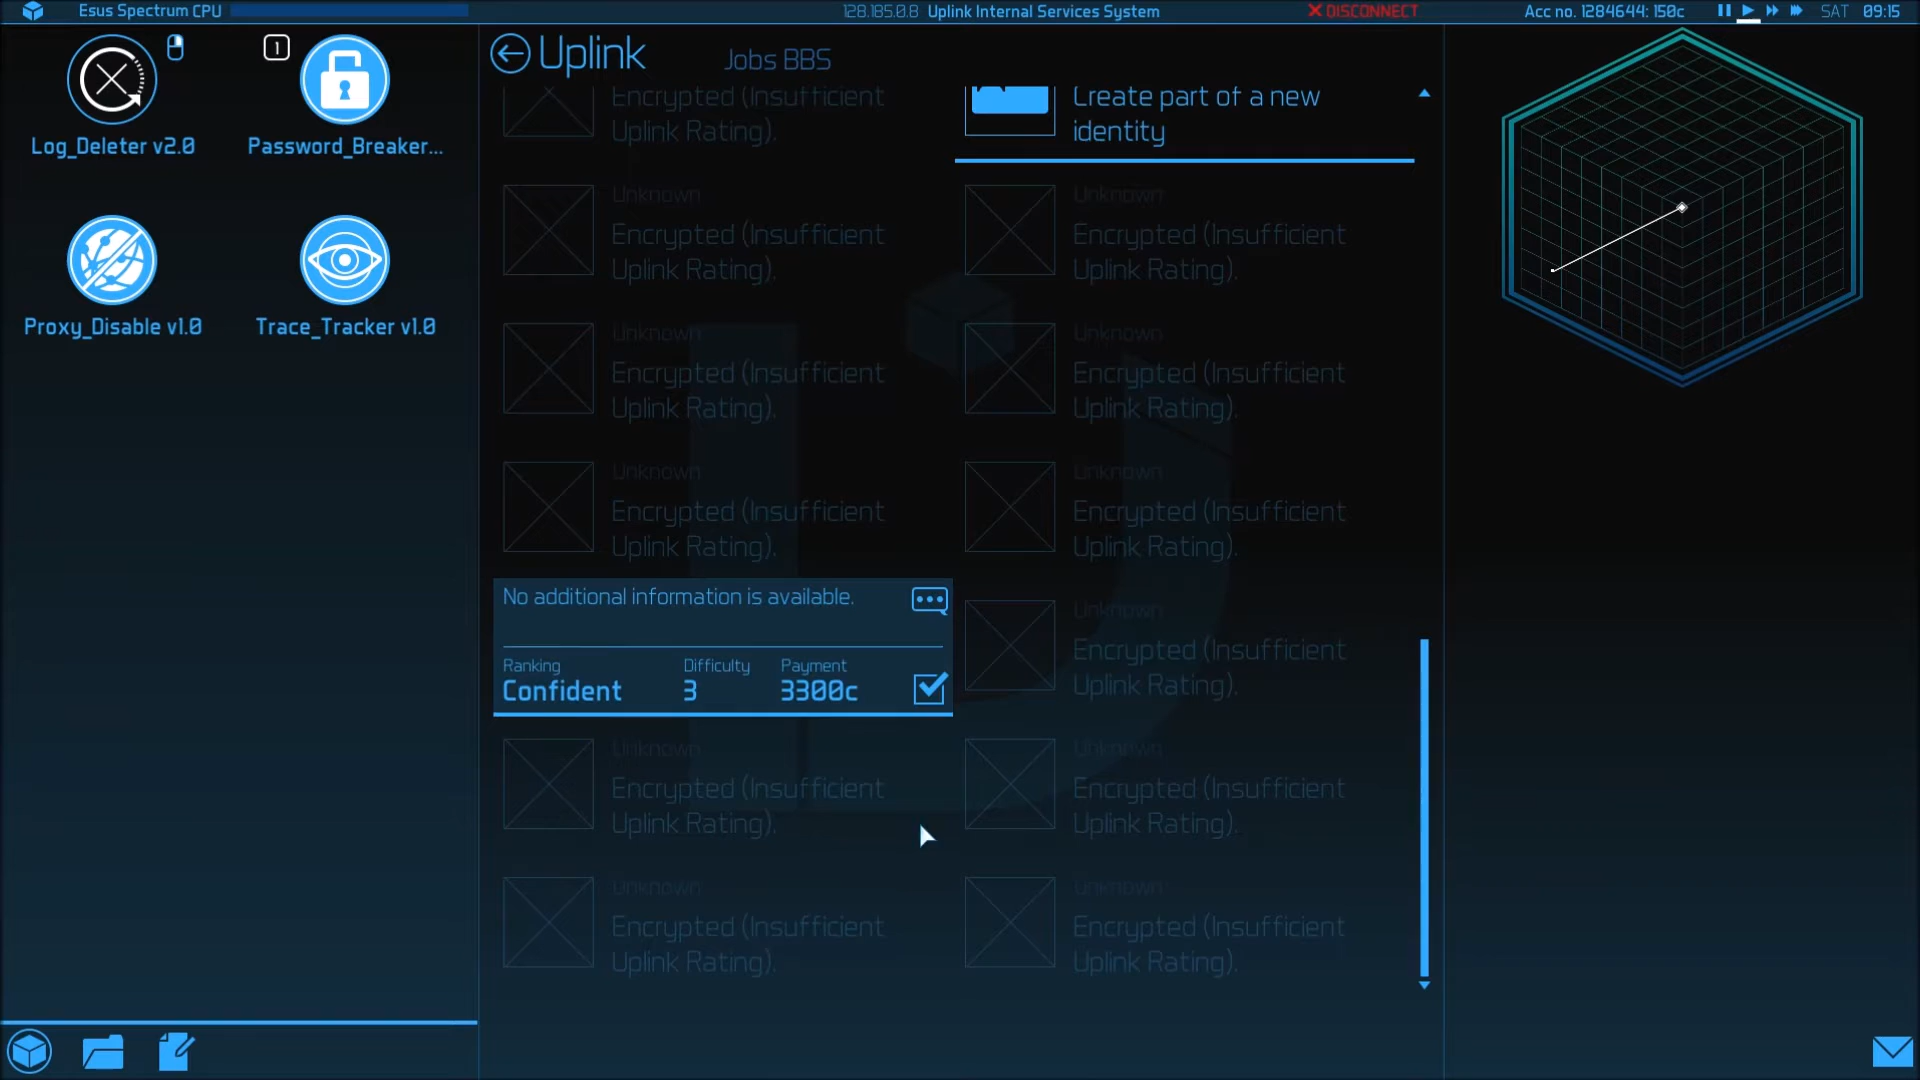 Esus Spectrum CPU
128.185.0.8 Uplink Internal Services System
DISCONNECT
Acc no. 1284644: 150c
SAT 09:15
1
Log_Deleter v2.0
Password_Breaker...
Proxy_Disable v1.0
Trace_Tracker v1.0
Uplink
Jobs BBS
Encrypted (Insufficient
Uplink Rating).
Create part of a new
identity
Unknown
Encrypted (Insufficient
Uplink Rating).
Unknown
Encrypted (Insufficient
Uplink Rating).
Unknown
Encrypted (Insufficient
Uplink Rating).
Unknown
Encrypted (Insufficient
Uplink Rating).
Unknown
Encrypted (Insufficient
Uplink Rating).
Unknown
Encrypted (Insufficient
Uplink Rating).
No additional information is available.
Ranking
Difficulty
Payment
Confident
3
3300c
Unknown
Encrypted (Insufficient
Uplink Rating).
Unknown
Encrypted (Insufficient
Uplink Rating).
Unknown
Encrypted (Insufficient
Uplink Rating).
Unknown
Encrypted (Insufficient
Uplink Rating).
Unknown
Encrypted (Insufficient
Uplink Rating).